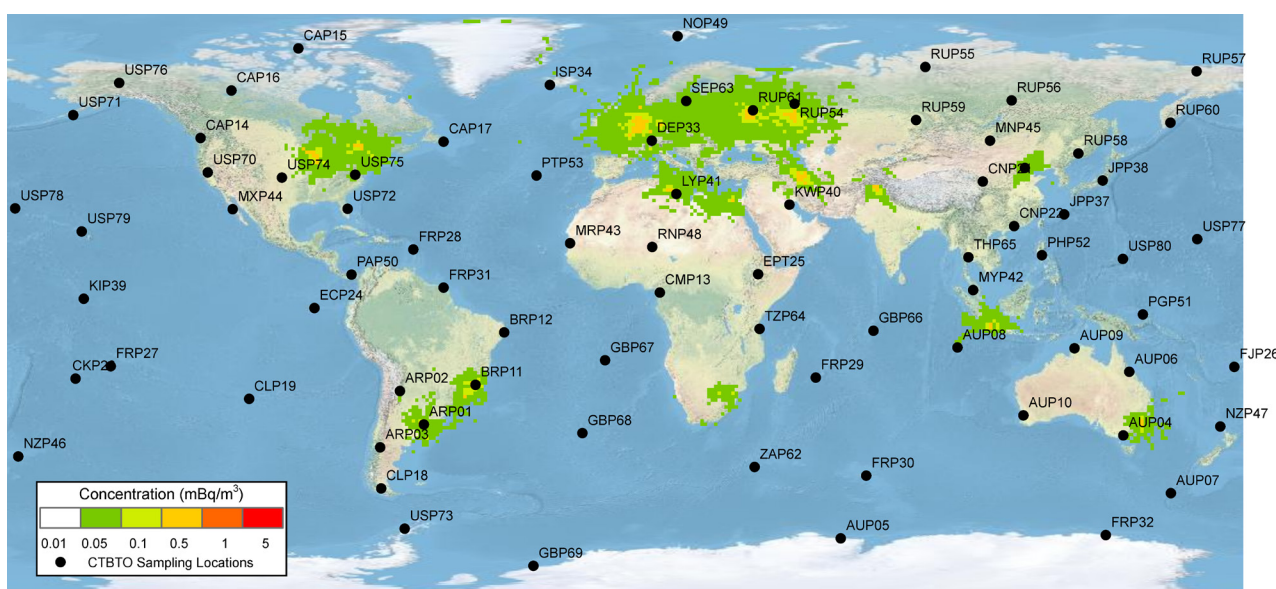 NOP49
CAP15
RUP57
RUP55
ISP34
USP76
CAP16
SEP63
RUP56
USP71
RUP61
RUP54
RUP59
RUP60
CAP14
CAP17
DEP33
MNP45
RUP58
USP70
USP74
USP75
PTP53
LYP41
KWP40
JPP38
USP78
MXP44
USP72
JPP37
USP79
CNP22
USP77
FRP28
MRP43
RNP48
THP65
PHP52
USP80
PAP50
EPT25
FRP31
CMP13
MYP42
KIP39
ECP24
PGP51
BRP12
TZP64
GBP66
AUP08
AUP09
FRP27
GBP67
FRP29
AUP06
FJP26
ARP02
BRP11
CLP19
ARP01
GBP68
AUP10
AUP04
NZP47
ARP03
NZP46
ZAP62
FRP30
CLP18
AUP07
USP73
AUP05
FRP32
GBP69
Concentration (mBq/m³)
0.01 0.05 0.1 0.5 1 5
CTBTO Sampling Locations